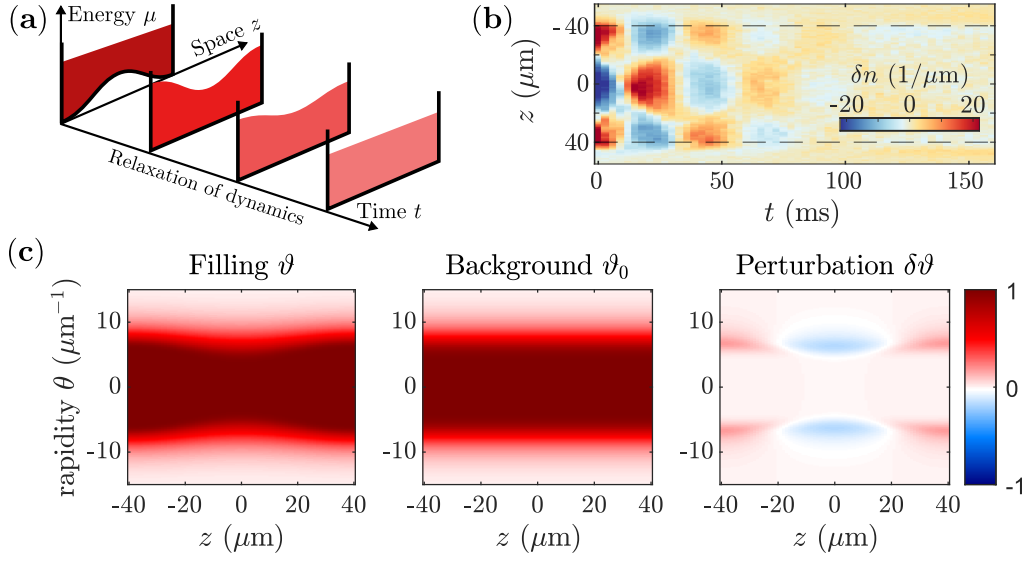 (a)
Energy μ
Space z
Relaxation of dynamics
Time t
(b)
-40
0
40
z (μm)
δn (1/μm)
-20 0 20
0 50 100 150
t (ms)
(c)
Filling ϑ
Background ϑ₀
Perturbation δϑ
rapidity θ (μm⁻¹)
10
0
-10
-40 -20 0 20 40
z (μm)
10
0
-10
-40 -20 0 20 40
z (μm)
10
0
-10
-40 -20 0 20 40
z (μm)
1
0
-1